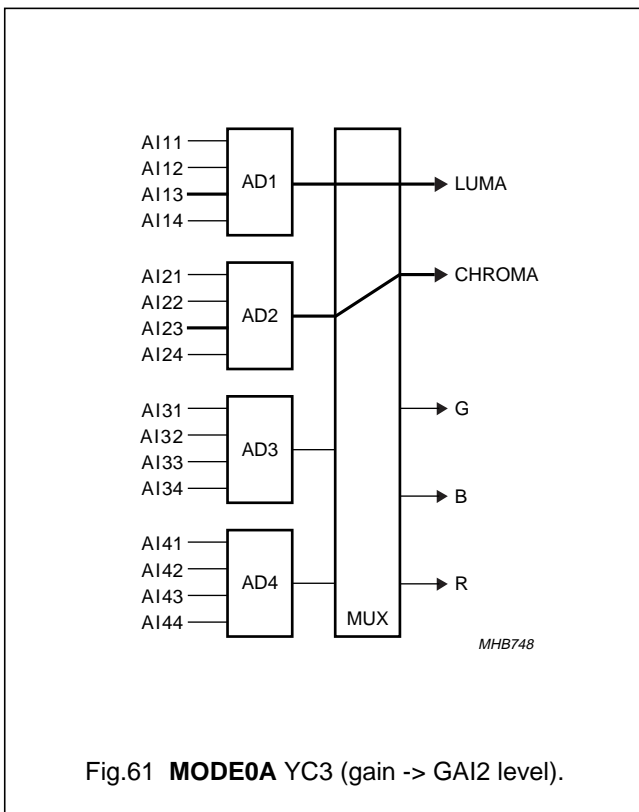 AI11
AI12
AI13
AI14
AD1
LUMA
AI21
AI22
AI23
AI24
AD2
CHROMA
AI31
AI32
AI33
AI34
AD3
G
B
AI41
AI42
AI43
AI44
AD4
R
MUX
MHB748
Fig.61 MODE0A YC3 (gain -> GAI2 level).